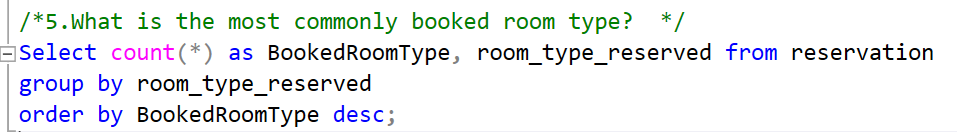 /*5.What is the most commonly booked room type?  */
Select count(*) as BookedRoomType, room_type_reserved from reservation
group by room_type_reserved
order by BookedRoomType desc;